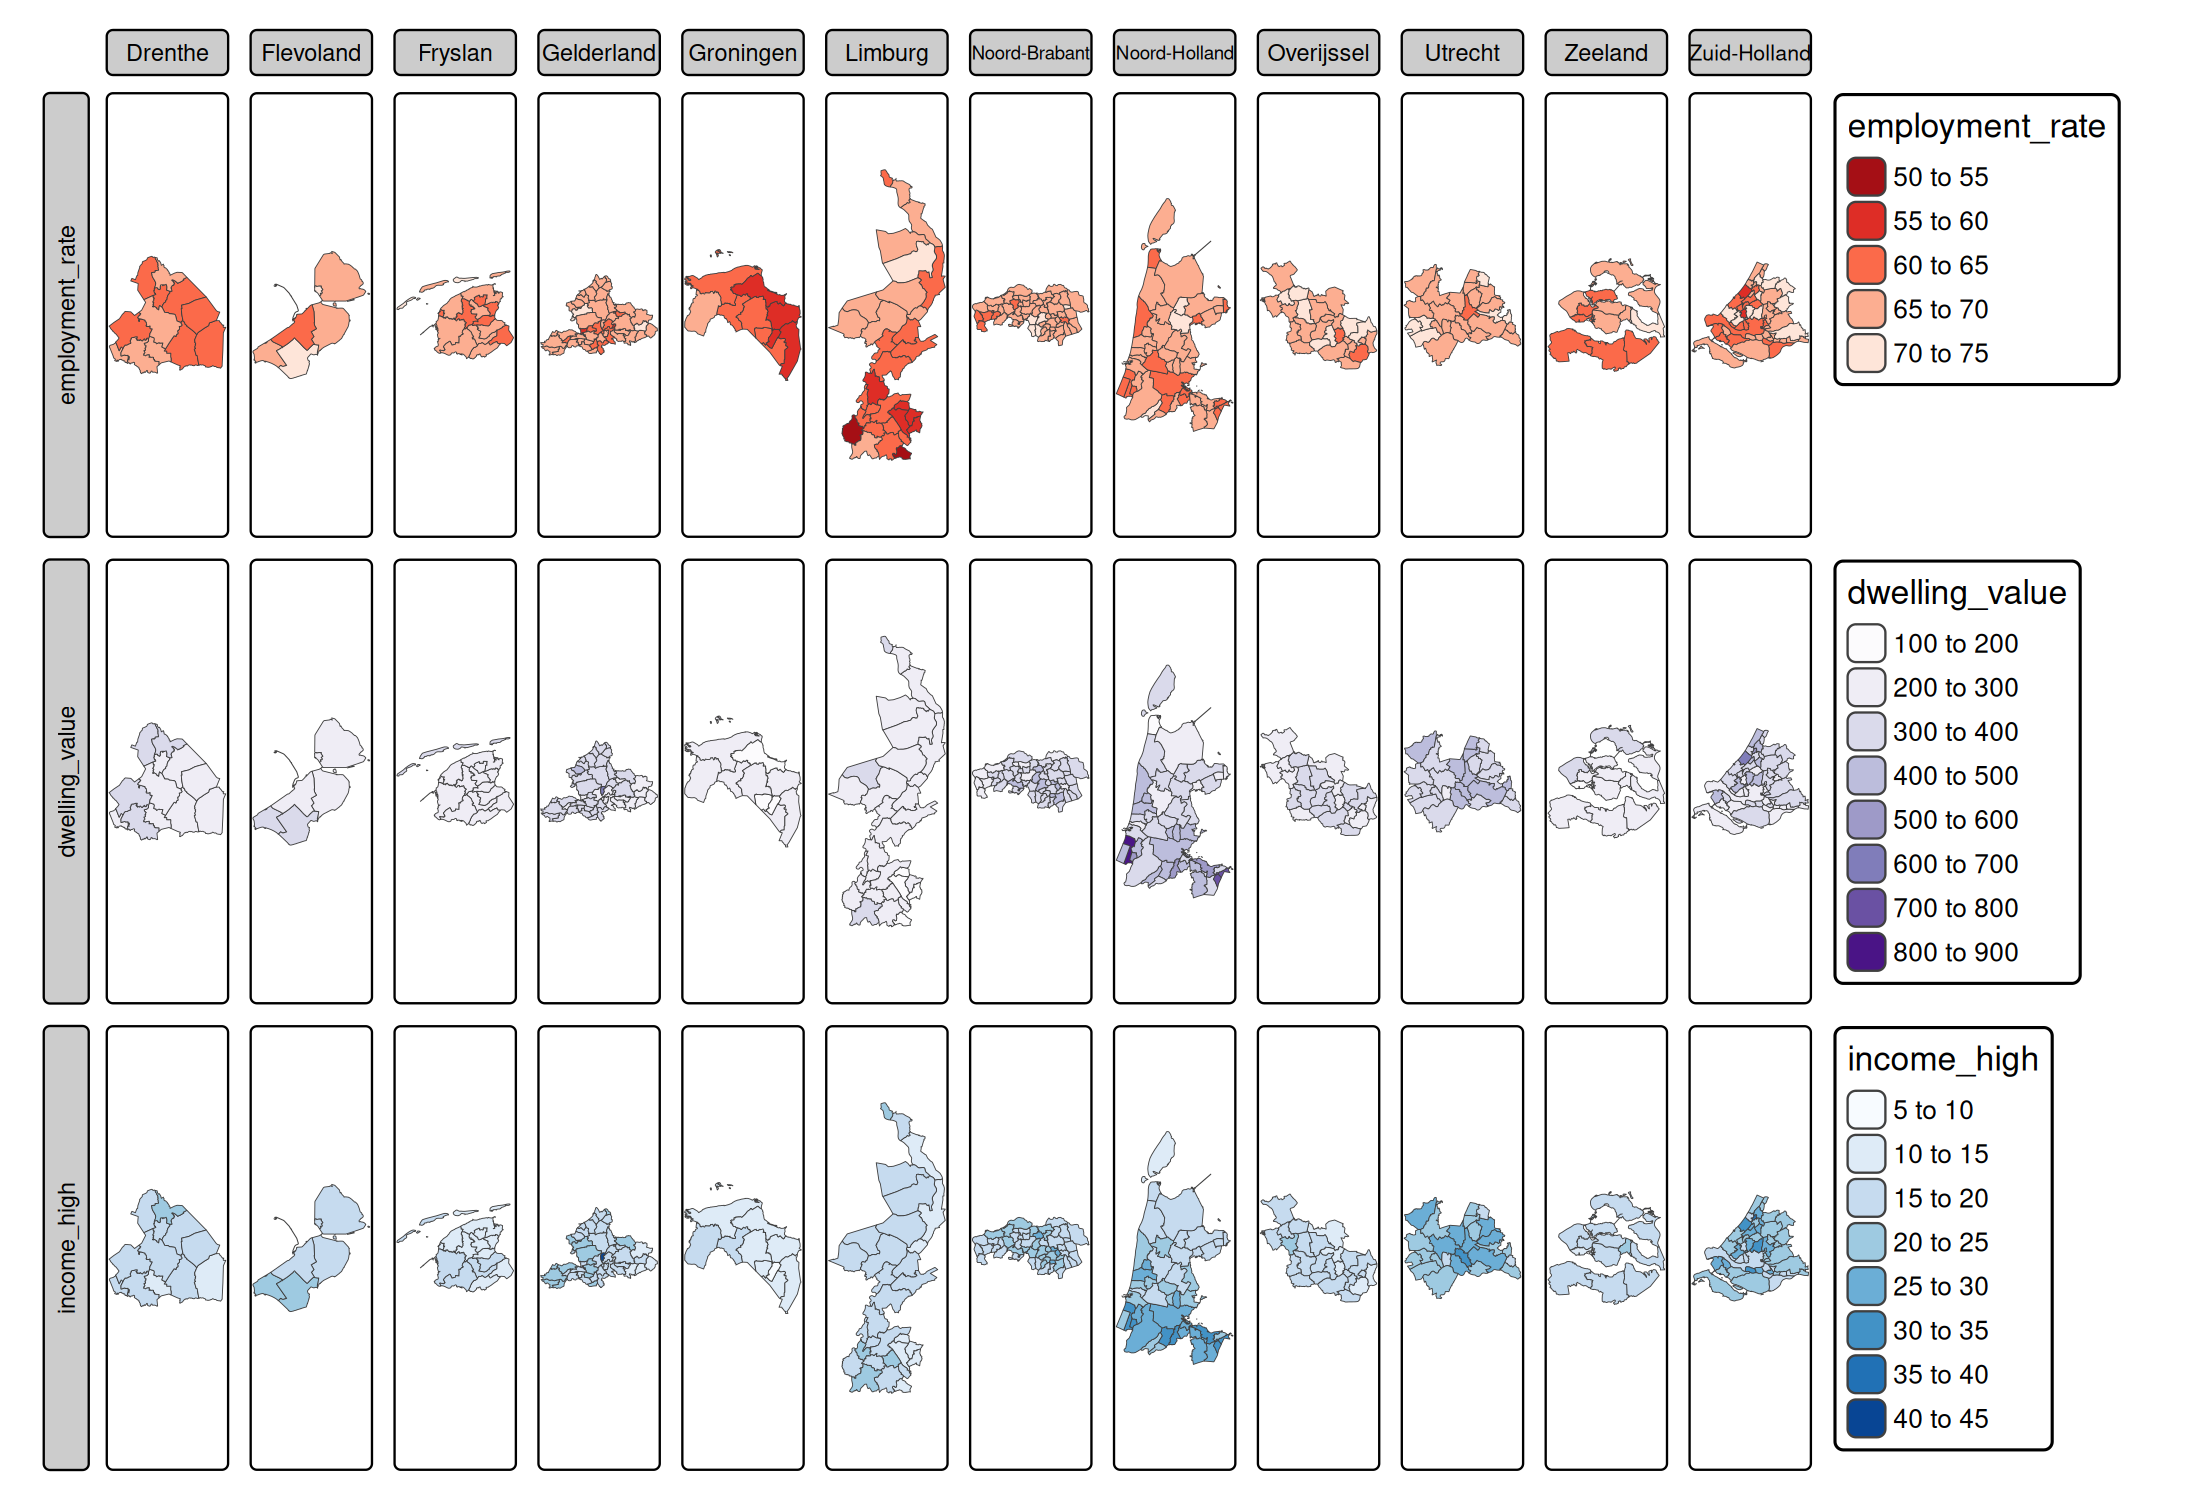 Drenthe
Flevoland
Fryslan
Gelderland
Groningen
Limburg
Noord-Brabant
Noord-Holland
Overijssel
Utrecht
Zeeland
Zuid-Holland
employment_rate
employment_rate
50 to 55
55 to 60
60 to 65
65 to 70
70 to 75
dwelling_value
dwelling_value
100 to 200
200 to 300
300 to 400
400 to 500
500 to 600
600 to 700
700 to 800
800 to 900
income_high
income_high
5 to 10
10 to 15
15 to 20
20 to 25
25 to 30
30 to 35
35 to 40
40 to 45